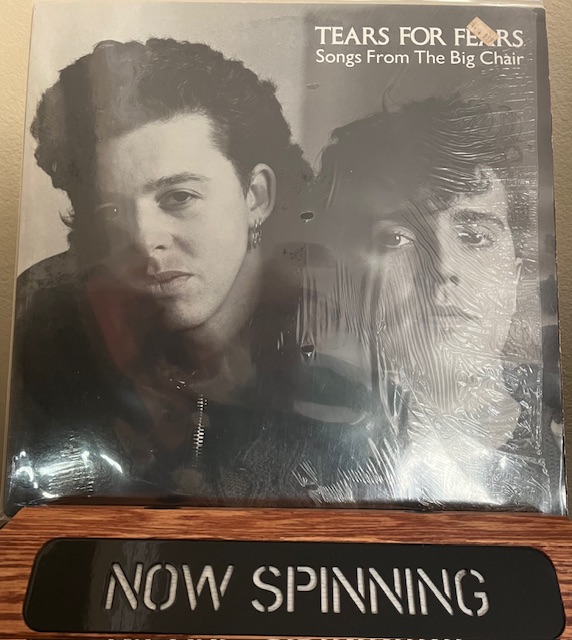 TEARS FOR FEARS
Songs From The Big Chair
NOW SPINNING